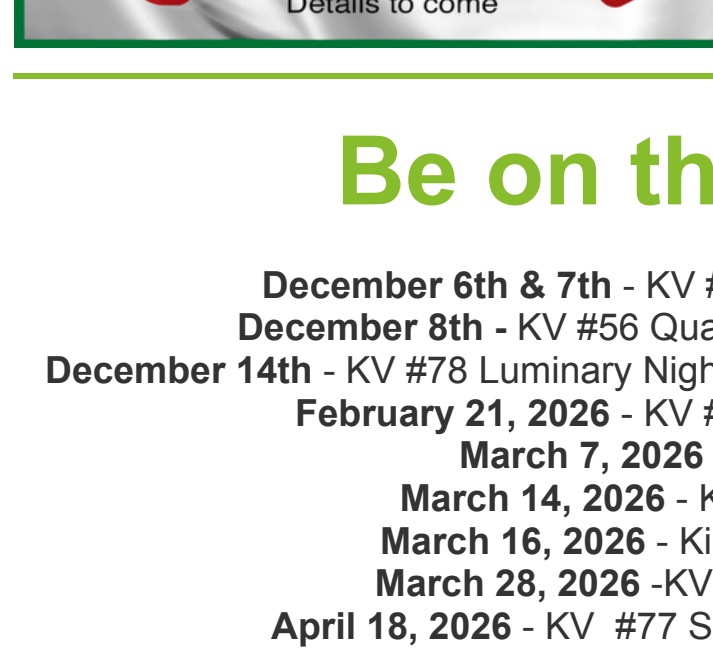 Details to come
Be on th
December 6th & 7th - KV #
December 8th - KV #56 Qua
December 14th - KV #78 Luminary Nigh
February 21, 2026 - KV #
March 7, 2026
March 14, 2026 - K
March 16, 2026 - Ki
March 28, 2026 -KV
April 18, 2026 - KV  #77 S